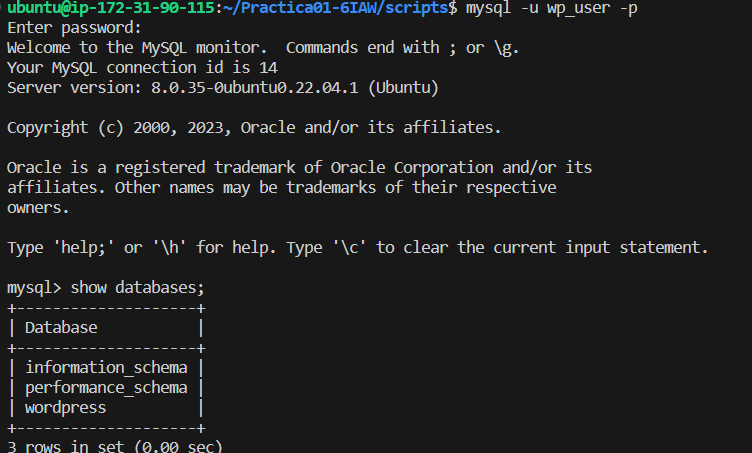 ubuntu@ip-172-31-90-115:~/Practica01-6IAW/scripts$ mysql -u wp_user -p
Enter password:
Welcome to the MySQL monitor.  Commands end with ; or \g.
Your MySQL connection id is 14
Server version: 8.0.35-0ubuntu0.22.04.1 (Ubuntu)

Copyright (c) 2000, 2023, Oracle and/or its affiliates.

Oracle is a registered trademark of Oracle Corporation and/or its
affiliates. Other names may be trademarks of their respective
owners.

Type 'help;' or '\h' for help. Type '\c' to clear the current input statement.

mysql> show databases;
+--------------------+
| Database           |
+--------------------+
| information_schema |
| performance_schema |
| wordpress          |
+--------------------+
3 rows in set (0.00 sec)